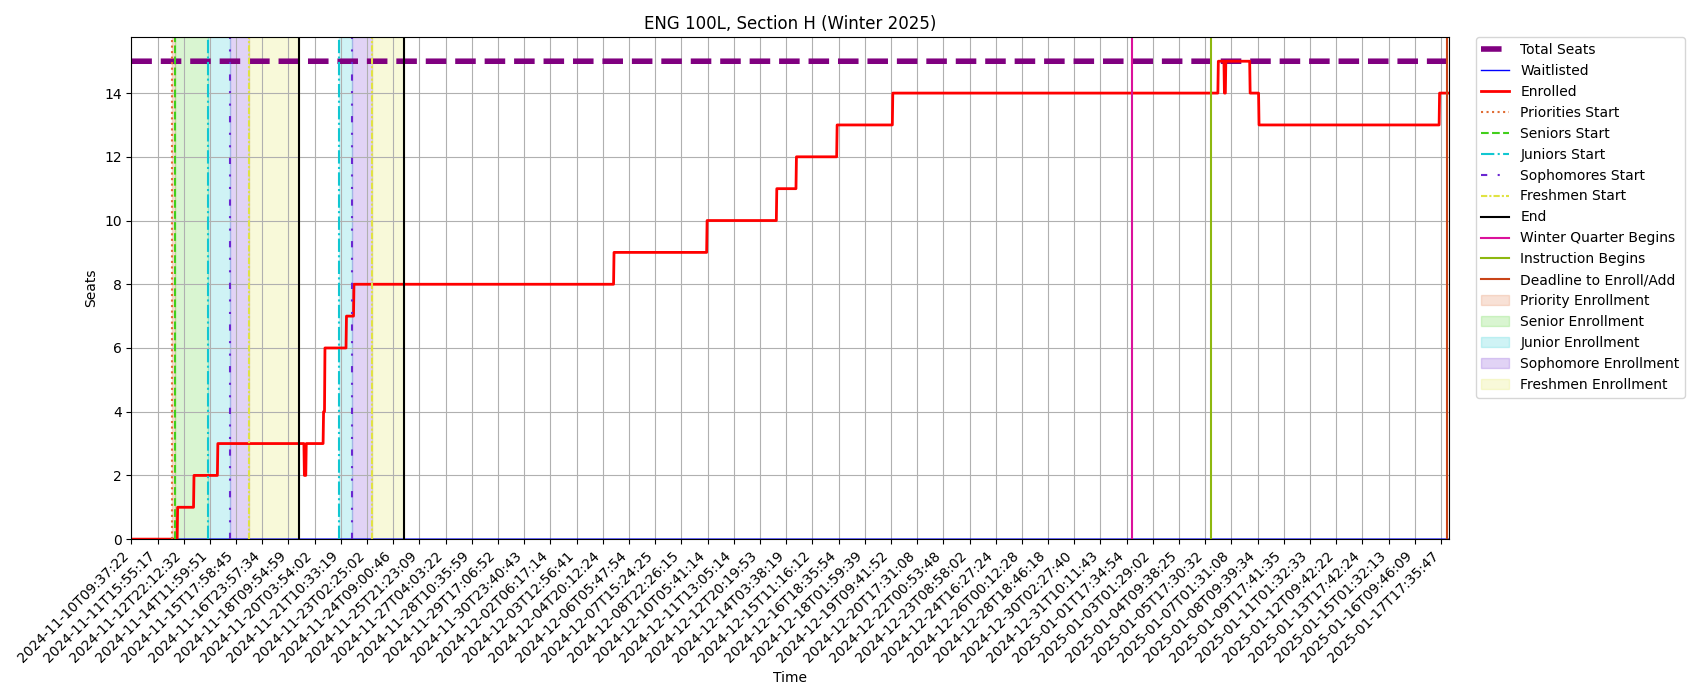 ENG 100L, Section H (Winter 2025)
Seats
14
12
10
8
6
4
2
0
2024-11-10T09:37:22
2024-11-11T15:55:17
2024-11-12T22:12:32
2024-11-14T11:59:51
2024-11-15T17:58:45
2024-11-16T23:57:34
2024-11-18T09:54:59
2024-11-20T03:54:02
2024-11-21T10:33:19
2024-11-23T02:25:02
2024-11-24T09:00:46
2024-11-25T21:23:09
2024-11-27T04:03:22
2024-11-28T10:35:59
2024-11-29T17:06:52
2024-11-30T23:40:43
2024-12-02T06:17:14
2024-12-03T12:56:41
2024-12-04T20:12:24
2024-12-06T05:47:54
2024-12-07T15:24:25
2024-12-08T22:26:15
2024-12-10T05:41:14
2024-12-11T13:05:14
2024-12-12T20:19:53
2024-12-14T03:38:19
2024-12-15T11:16:12
2024-12-16T18:35:54
2024-12-18T01:59:39
2024-12-19T09:41:52
2024-12-20T17:31:08
2024-12-22T00:53:48
2024-12-23T08:58:02
2024-12-24T16:27:24
2024-12-26T00:12:28
2024-12-28T18:46:18
2024-12-30T02:27:40
2024-12-31T10:11:43
2025-01-01T17:34:54
2025-01-03T01:29:02
2025-01-04T09:38:25
2025-01-05T17:30:32
2025-01-07T01:31:08
2025-01-08T09:39:34
2025-01-09T17:41:35
2025-01-11T01:32:33
2025-01-12T09:42:22
2025-01-13T17:42:24
2025-01-15T01:32:13
2025-01-16T09:46:09
2025-01-17T17:35:47
Time
Total Seats
Waitlisted
Enrolled
Priorities Start
Seniors Start
Juniors Start
Sophomores Start
Freshmen Start
End
Winter Quarter Begins
Instruction Begins
Deadline to Enroll/Add
Priority Enrollment
Senior Enrollment
Junior Enrollment
Sophomore Enrollment
Freshmen Enrollment